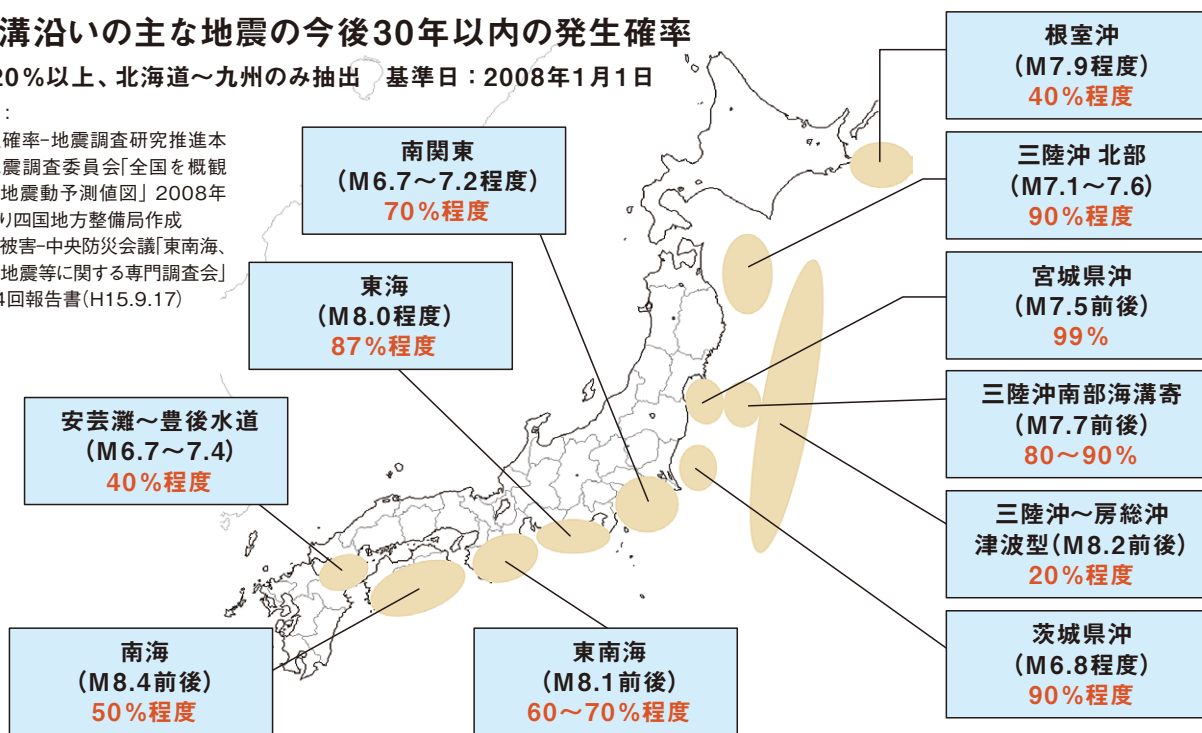 溝沿いの主な地震の今後30年以内の発生確率
20％以上、北海道～九州のみ抽出　基準日：2008年1月1日
：
確率−地震調査研究推進本
震調査委員会「全国を概観
地震動予測値図」 2008年
り四国地方整備局作成
被害−中央防災会議「東南海、
地震等に関する専門調査会」
4回報告書(H15.9.17)
南関東
（M6.7～7.2程度）
70％程度
東海
（M8.0程度）
87％程度
安芸灘～豊後水道
（M6.7～7.4）
40％程度
南海
（M8.4前後）
50％程度
東南海
（M8.1前後）
60～70％程度
根室沖
（M7.9程度）
40％程度
三陸沖 北部
（M7.1～7.6）
90％程度
宮城県沖
（M7.5前後）
99％
三陸沖南部海溝寄
（M7.7前後）
80～90％
三陸沖～房総沖
津波型（M8.2前後）
20％程度
茨城県沖
（M6.8程度）
90％程度